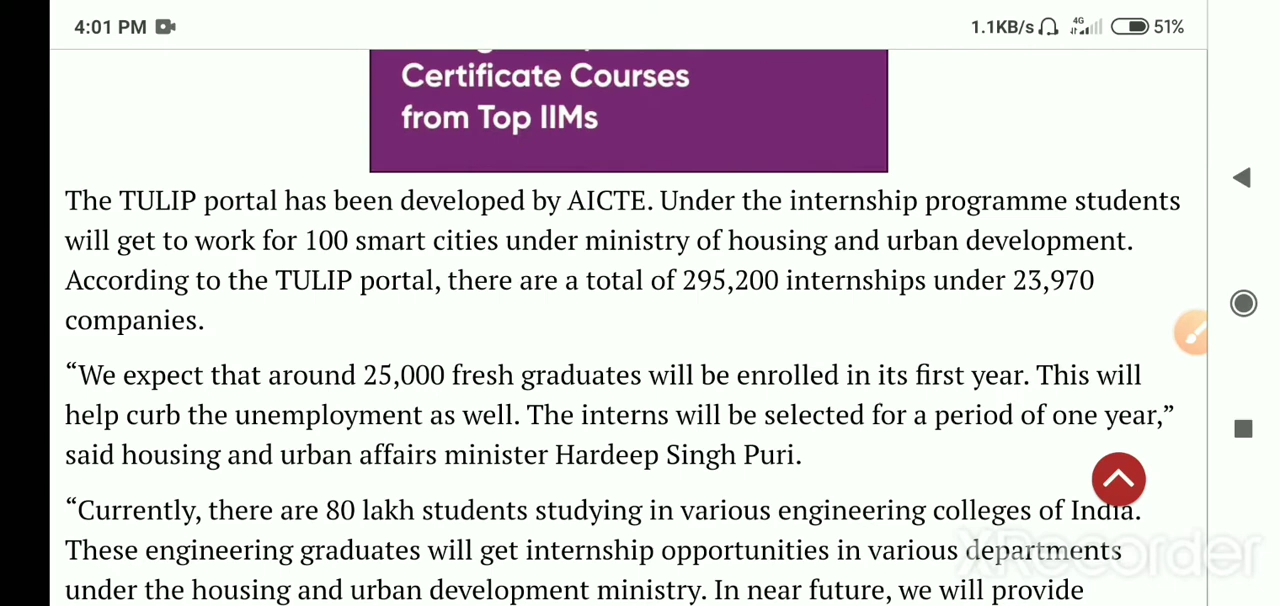 4:01 PM
1.1KB/s 4G 51%
Certificate Courses
from Top IIMs
The TULIP portal has been developed by AICTE. Under the internship programme students
will get to work for 100 smart cities under ministry of housing and urban development.
According to the TULIP portal, there are a total of 295,200 internships under 23,970
companies.
“We expect that around 25,000 fresh graduates will be enrolled in its first year. This will
help curb the unemployment as well. The interns will be selected for a period of one year,”
said housing and urban affairs minister Hardeep Singh Puri.
“Currently, there are 80 lakh students studying in various engineering colleges of India.
These engineering graduates will get internship opportunities in various departments
under the housing and urban development ministry. In near future, we will provide
XRecorder